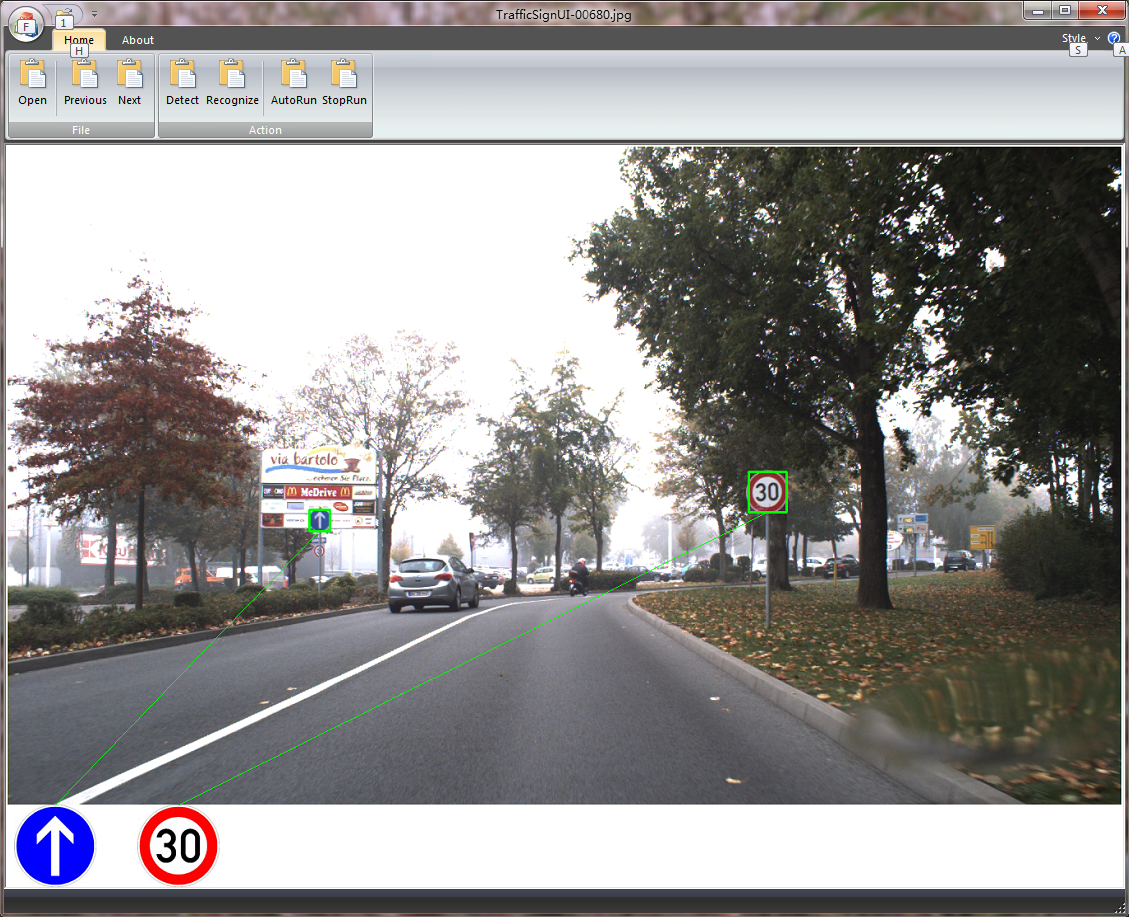 TrafficSignUI-00680.jpg
F
1
Home
About
Style
H
S
A
Open
Previous
Next
Detect
Recognize
AutoRun
StopRun
File
Action
via bartolo
...nehmen Sie Platz.
McDrive
30
30